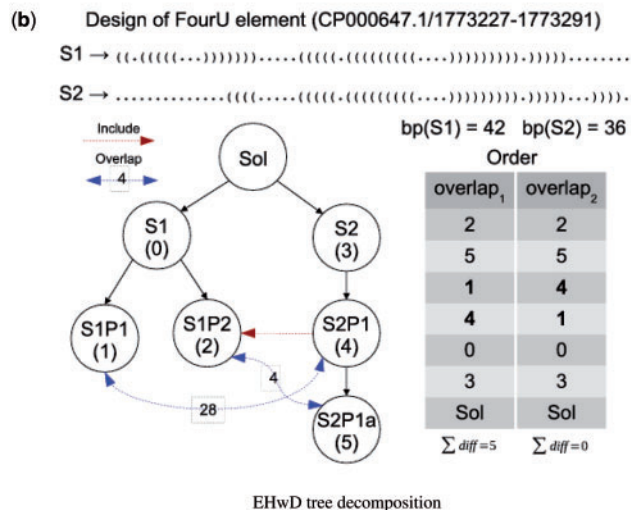 (b) Design of FourU element (CP000647.1/1773227-1773291)
S1 → ((.(((((...))))))).....(((((.(((((((((....))))))))).)))))........
S2 → ..............((((.....(((((.(((((((((....))))))))).)))))...)))).
bp(S1) = 42 bp(S2) = 36
Include
Overlap
4
Sol
S1
(0)
S2
(3)
S1P1
(1)
S1P2
(2)
S2P1
(4)
4
28
S2P1a
(5)
Order
overlap₁ overlap₂
2 2
5 5
1 4
4 1
0 0
3 3
Sol Sol
∑ diff=5 ∑ diff=0
EHwD tree decomposition